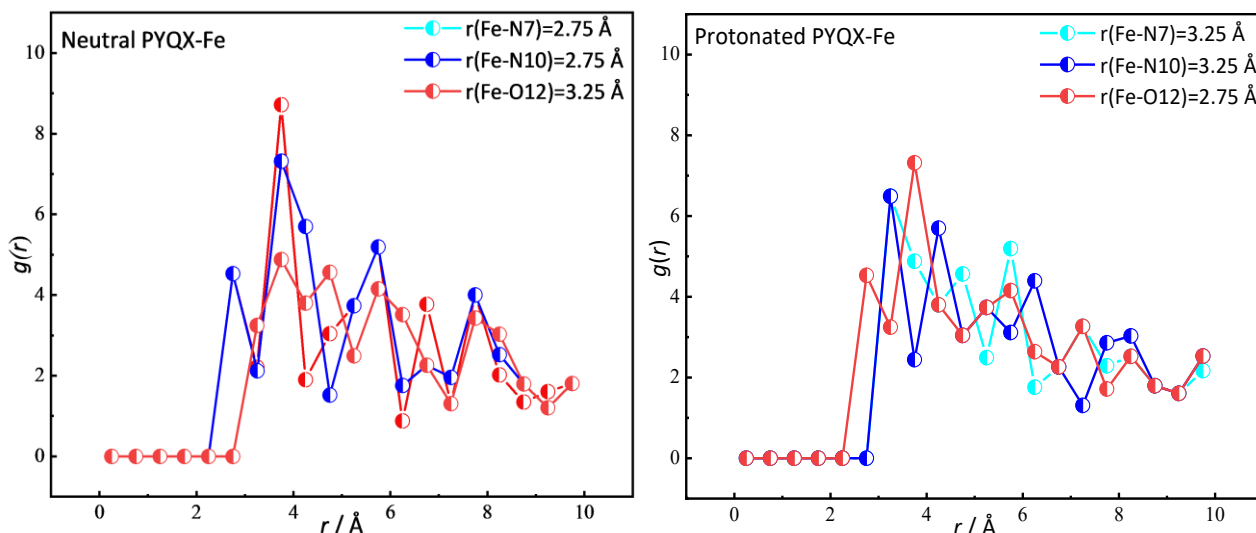 Neutral PYQX-Fe
r(Fe-N7)=2.75 Å
r(Fe-N10)=2.75 Å
r(Fe-O12)=3.25 Å
10
8
6
4
2
0
g(r)
0 2 4 6 8 10
r / Å
Protonated PYQX-Fe
r(Fe-N7)=3.25 Å
r(Fe-N10)=3.25 Å
r(Fe-O12)=2.75 Å
10
8
6
4
2
0
g(r)
0 2 4 6 8 10
r / Å